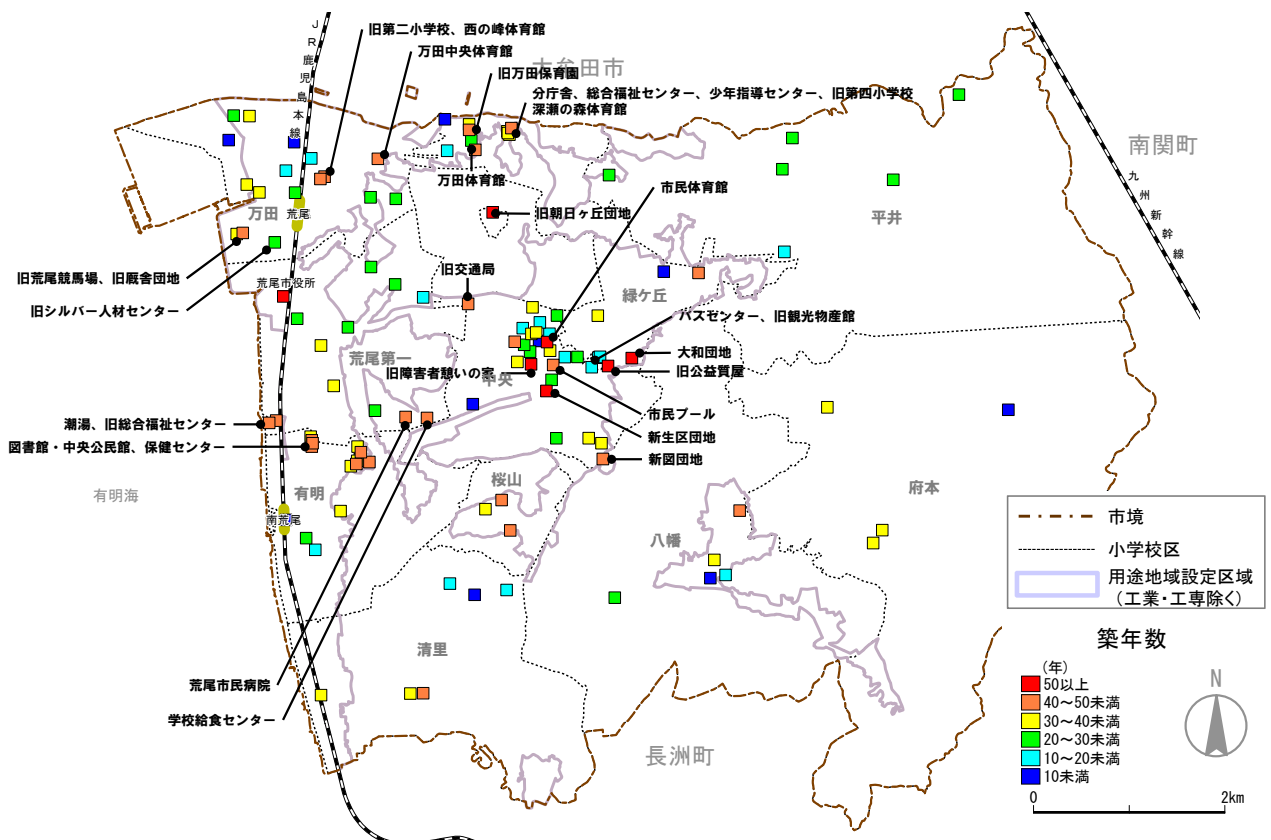 JR鹿児島本線
旧第二小学校、西の峰体育館
万田中央体育館
大牟田市
旧万田保育園
分庁舎、総合福祉センター、少年指導センター、旧第四小学校
深瀬の森体育館
南関町
九州新幹線
万田体育館
市民体育館
平井
万田
荒尾
旧朝日ヶ丘団地
旧荒尾競馬場、旧厩舎団地
旧交通局
荒尾市役所
緑ケ丘
旧シルバー人材センター
バスセンター、旧観光物産館
荒尾第一
大和団地
旧障害者憩いの家
中央
旧公益質屋
市民プール
潮湯、旧総合福祉センター
新生区団地
図書館・中央公民館、保健センター
新図団地
桜山
有明海
有明
府本
南荒尾
八幡
市境
小学校区
用途地域設定区域
（工業・工専除く）
清里
築年数
（年）
50以上
40～50未満
30～40未満
20～30未満
10～20未満
10未満
N
荒尾市民病院
学校給食センター
長洲町
0
2km